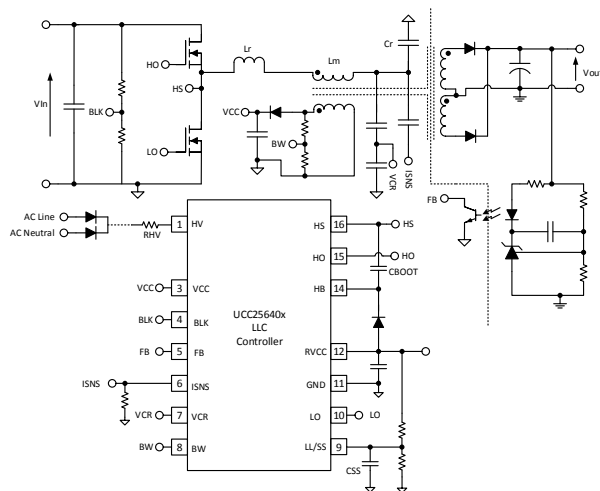 Cr
Lr
Lm
HO
HS
VIn
BLK
VCC
BW
LO
VCR
ISNS
Vout
FB
AC Line
AC Neutral
RHV
1 HV
HS 16 HS
HO 15 HO
CBOOT
HB 14
VCC 3 VCC
BLK 4 BLK
FB 5 FB
UCC25640x
LLC
Controller
RVCC 12
ISNS
6 ISNS
GND 11
VCR 7 VCR
LO 10 LO
BW 8 BW
LL/SS 9
CSS